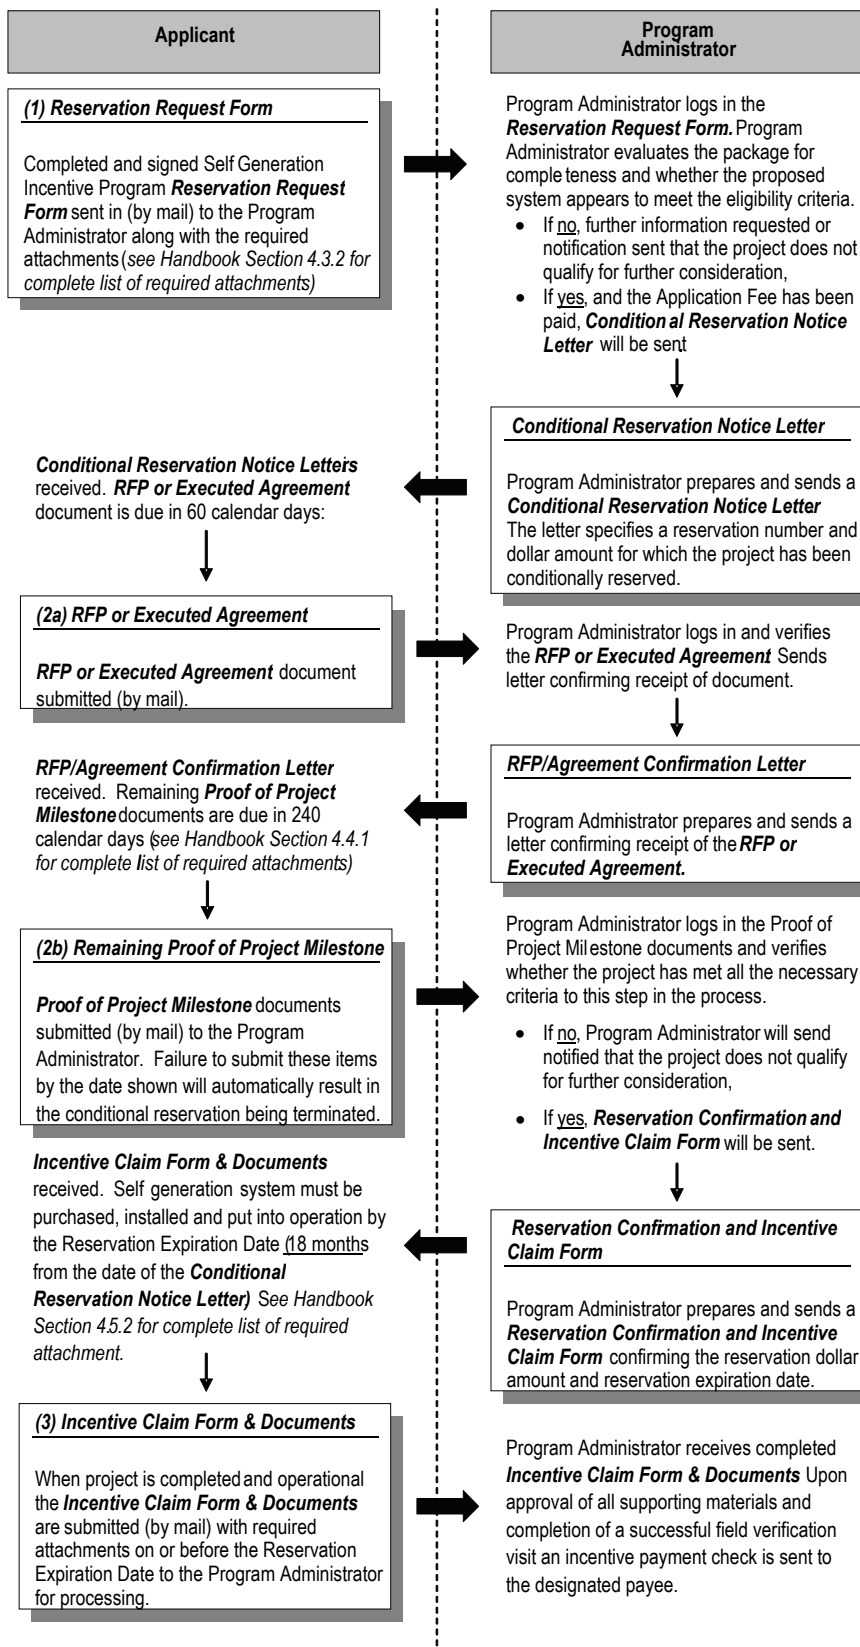 Applicant
Program
Administrator
(1) Reservation Request Form
Completed and signed Self Generation
Incentive Program Reservation Request
Form sent in (by mail) to the Program
Administrator along with the required
attachments (see Handbook Section 4.3.2 for
complete list of required attachments)
Program Administrator logs in the
Reservation Request Form. Program
Administrator evaluates the package for
comple teness and whether the proposed
system appears to meet the eligibility criteria.
• If no, further information requested or
notification sent that the project does not
qualify for further consideration,
• If yes, and the Application Fee has been
paid, Condition al Reservation Notice
Letter will be sent
Conditional Reservation Notice Letter
Program Administrator prepares and sends a
Conditional Reservation Notice Letter
The letter specifies a reservation number and
dollar amount for which the project has been
conditionally reserved.
Conditional Reservation Notice Letter is
received. RFP or Executed Agreement
document is due in 60 calendar days:
(2a) RFP or Executed Agreement
RFP or Executed Agreement document
submitted (by mail).
Program Administrator logs in and verifies
the RFP or Executed Agreement. Sends
letter confirming receipt of document.
RFP/Agreement Confirmation Letter
Program Administrator prepares and sends a
letter confirming receipt of the RFP or
Executed Agreement.
RFP/Agreement Confirmation Letter
received. Remaining Proof of Project
Milestone documents are due in 240
calendar days (see Handbook Section 4.4.1
for complete list of required attachments)
(2b) Remaining Proof of Project Milestone
Proof of Project Milestone documents
submitted (by mail) to the Program
Administrator. Failure to submit these items
by the date shown will automatically result in
the conditional reservation being terminated.
Program Administrator logs in the Proof of
Project Milestone documents and verifies
whether the project has met all the necessary
criteria to this step in the process.
• If no, Program Administrator will send
notified that the project does not qualify
for further consideration,
• If yes, Reservation Confirmation and
Incentive Claim Form will be sent.
Reservation Confirmation and Incentive
Claim Form
Program Administrator prepares and sends a
Reservation Confirmation and Incentive
Claim Form confirming the reservation dollar
amount and reservation expiration date.
Incentive Claim Form & Documents
received. Self generation system must be
purchased, installed and put into operation by
the Reservation Expiration Date (18 months
from the date of the Conditional
Reservation Notice Letter) See Handbook
Section 4.5.2 for complete list of required
attachment.
(3) Incentive Claim Form & Documents
When project is completed and operational
the Incentive Claim Form & Documents
are submitted (by mail) with required
attachments on or before the Reservation
Expiration Date to the Program Administrator
for processing.
Program Administrator receives completed
Incentive Claim Form & Documents Upon
approval of all supporting materials and
completion of a successful field verification
visit an incentive payment check is sent to
the designated payee.